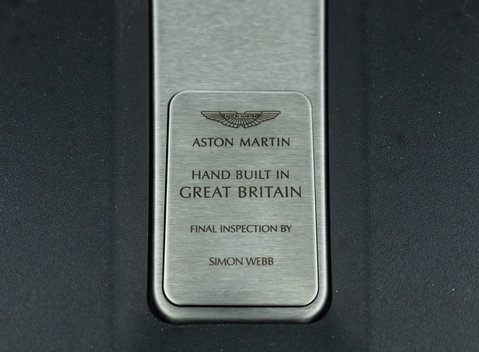 ASTON MARTIN
HAND BUILT IN
GREAT BRITAIN
FINAL INSPECTION BY
SIMON WEBB